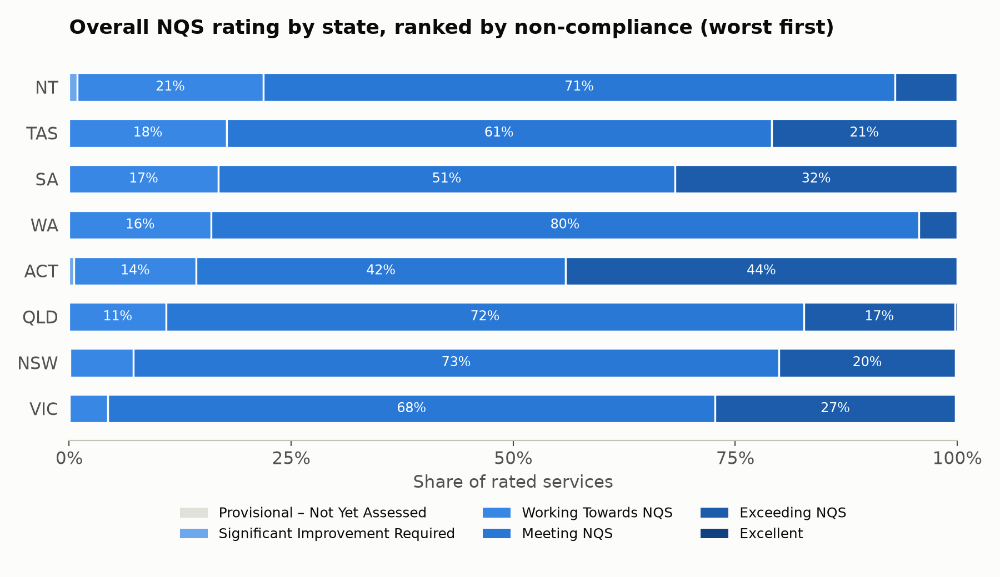 Overall NQS rating by state, ranked by non-compliance (worst first)
NT 21% 71%
TAS 18% 61% 21%
SA 17% 51% 32%
WA 16% 80%
ACT 14% 42% 44%
QLD 11% 72% 17%
NSW 73% 20%
VIC 68% 27%
0% 25% 50% 75% 100%
Share of rated services
Provisional – Not Yet Assessed Working Towards NQS Exceeding NQS
Significant Improvement Required Meeting NQS Excellent